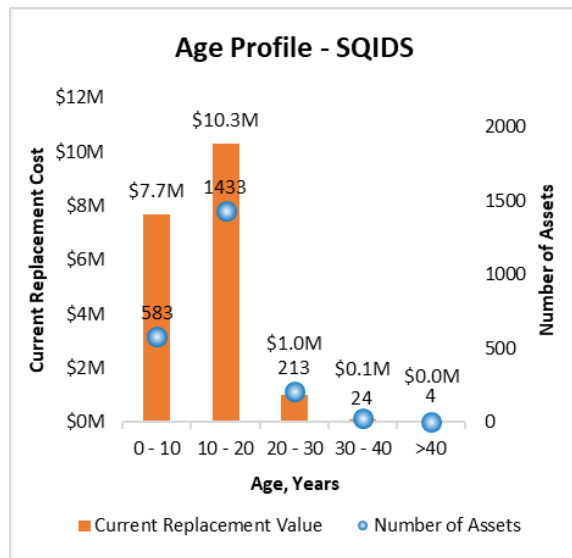 Age Profile - SQIDS
Current Replacement Cost
$12M
$10M
$8M
$6M
$4M
$2M
$0M
$7.7M
$10.3M
$1.0M
$0.1M
$0.0M
583
1433
213
24
4
2000
1500
1000
500
0
Number of Assets
0 - 10
10 - 20
20 - 30
30 - 40
>40
Age, Years
Current Replacement Value
Number of Assets